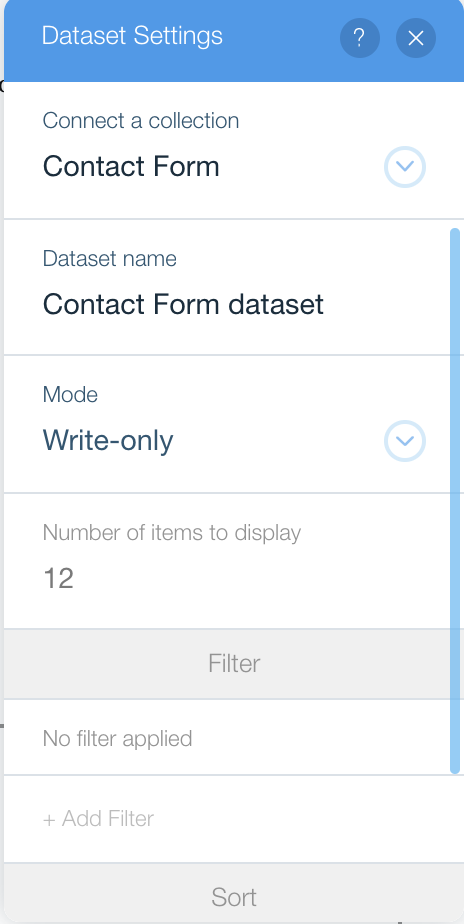 Dataset Settings
?
Connect a collection
Contact Form
Dataset name
Contact Form dataset
Mode
Write-only
Number of items to display
12
Filter
No filter applied
+ Add Filter
Sort